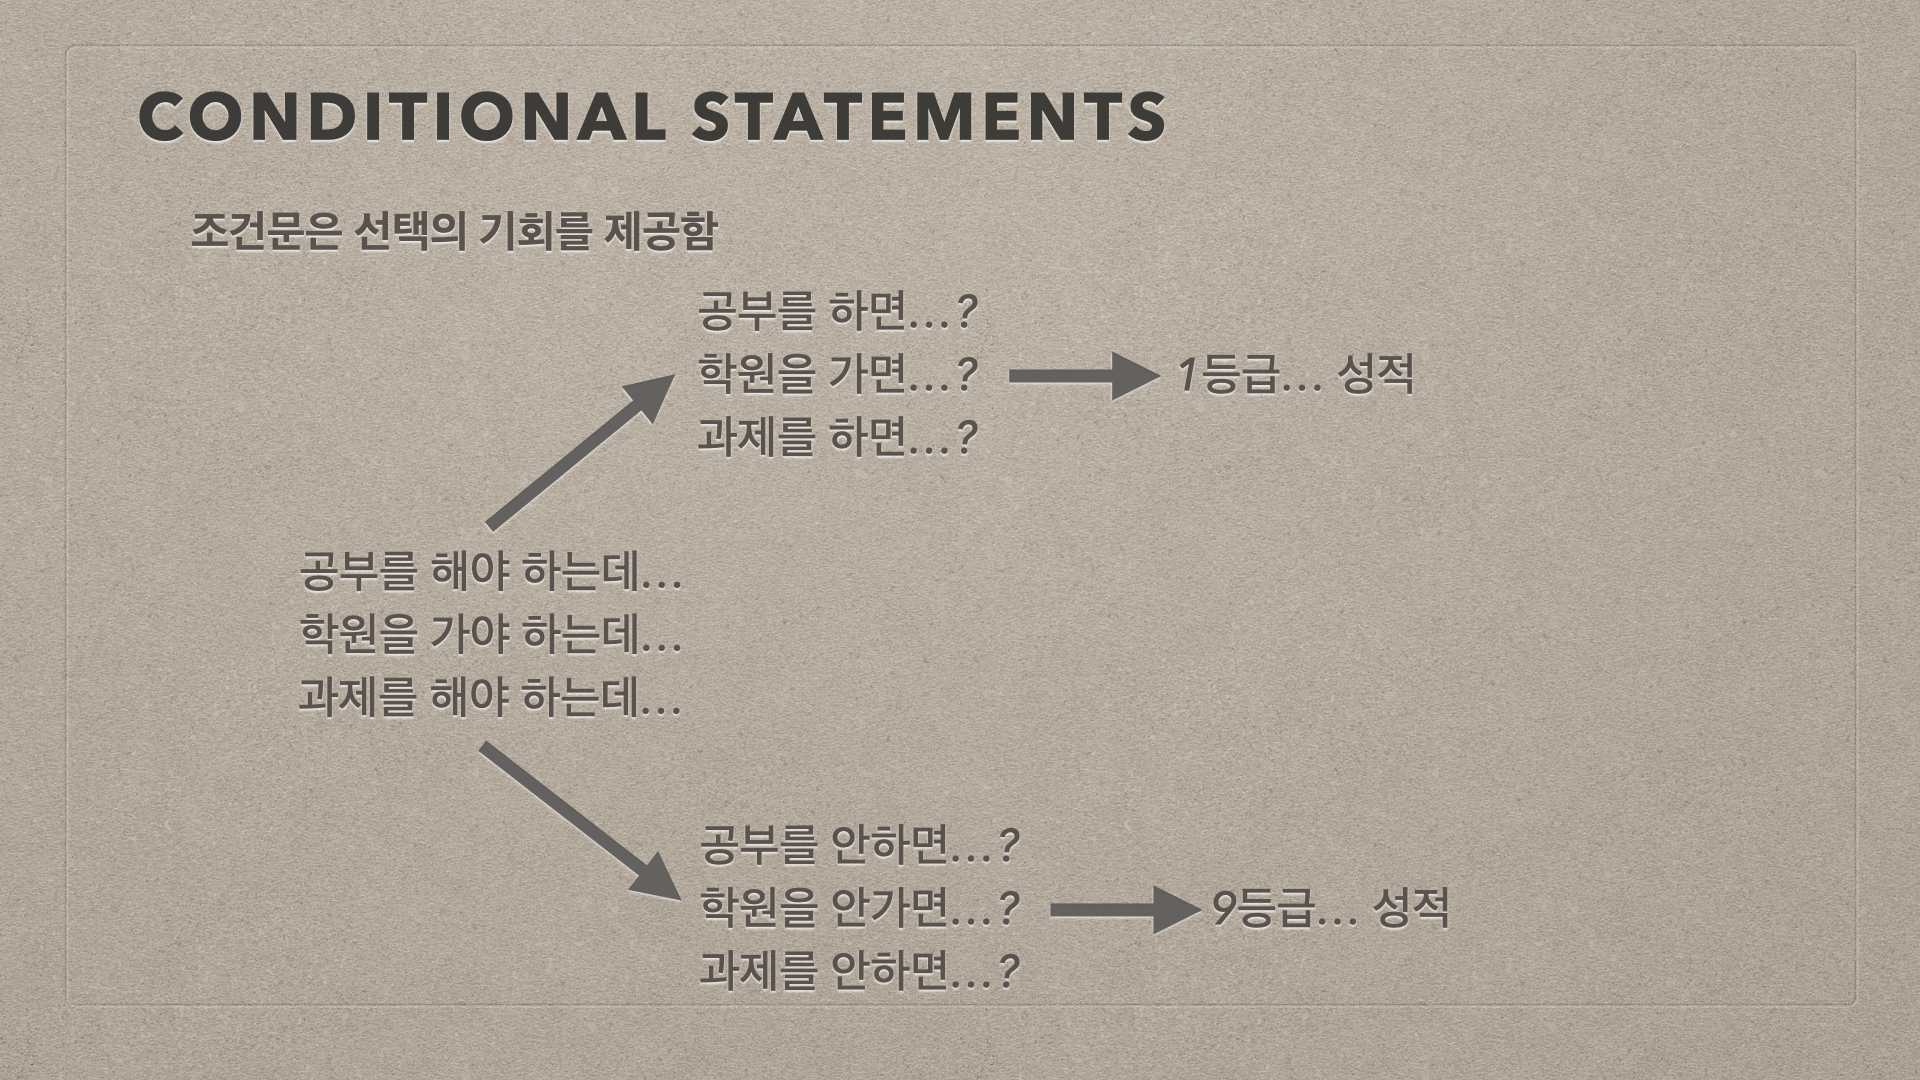 CONDITIONAL STATEMENTS
조건문은 선택의 기회를 제공함
공부를 하면...?
학원을 가면...?
과제를 하면...?
1등급... 성적
공부를 해야 하는데...
학원을 가야 하는데...
과제를 해야 하는데...
공부를 안하면...?
학원을 안가면...?
과제를 안하면...?
9등급... 성적